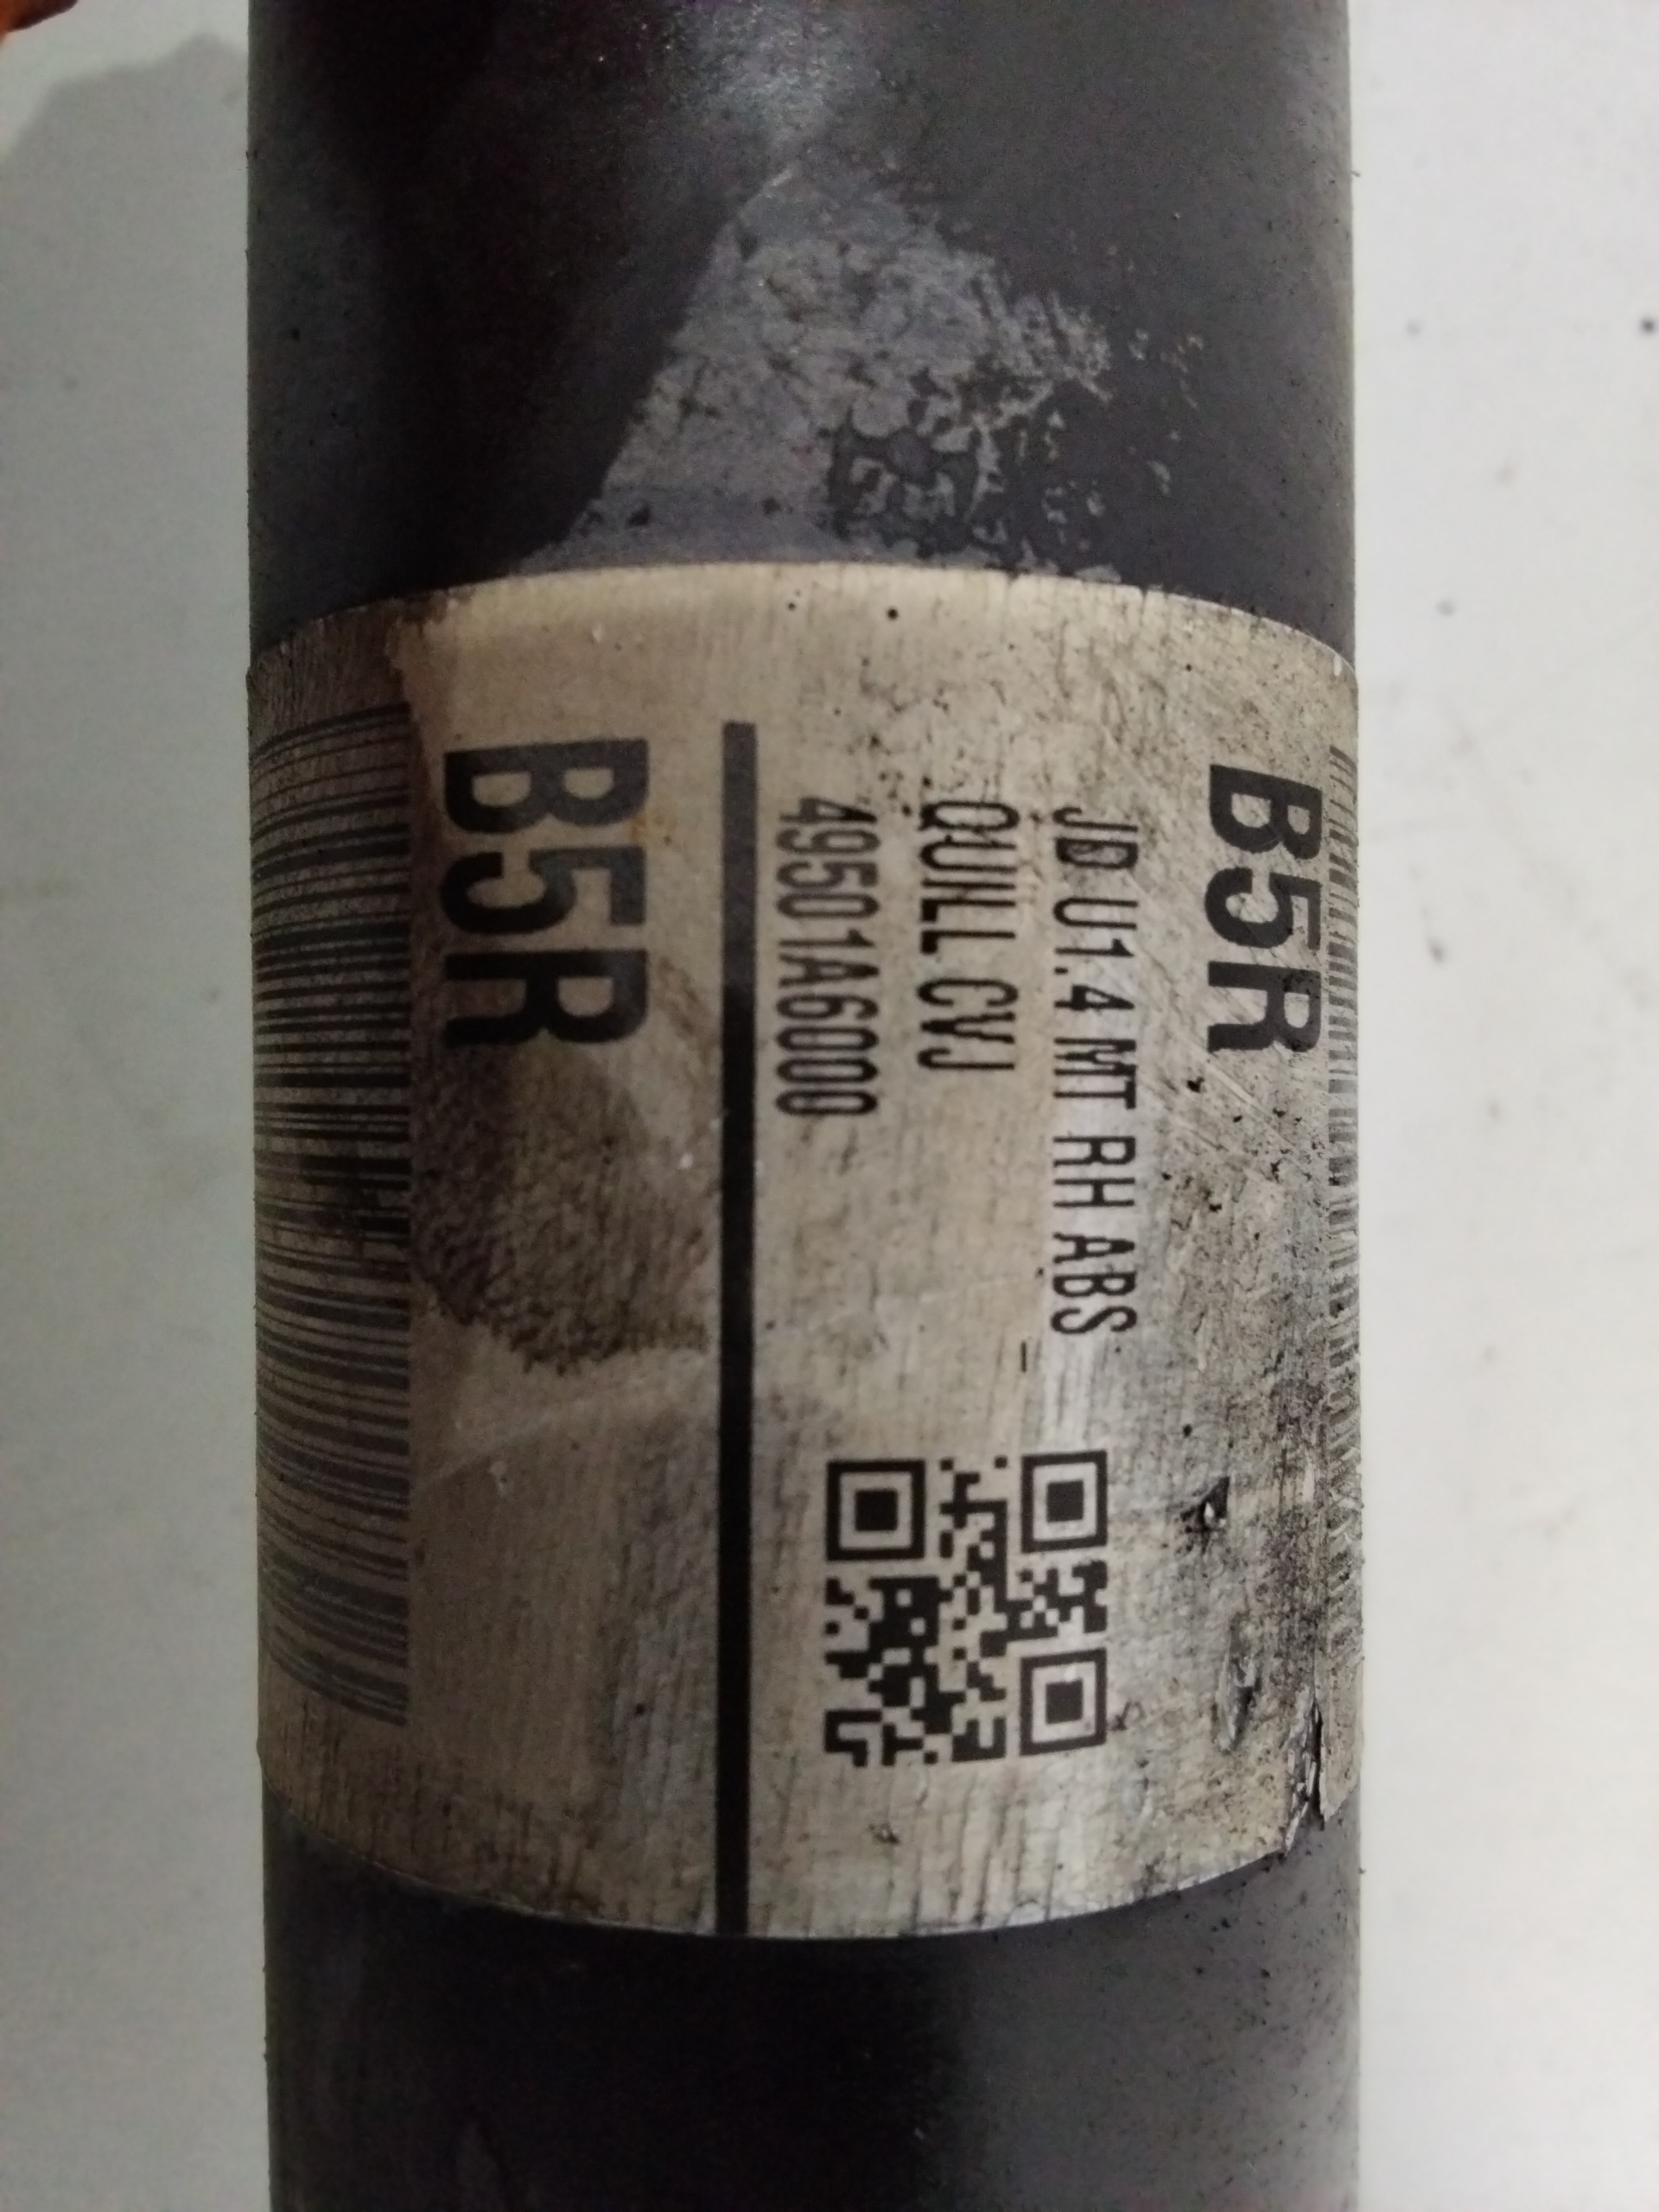 B5R
JD U1.4 MT RH ABS
QUILL CVJ
49501A6000
B5R